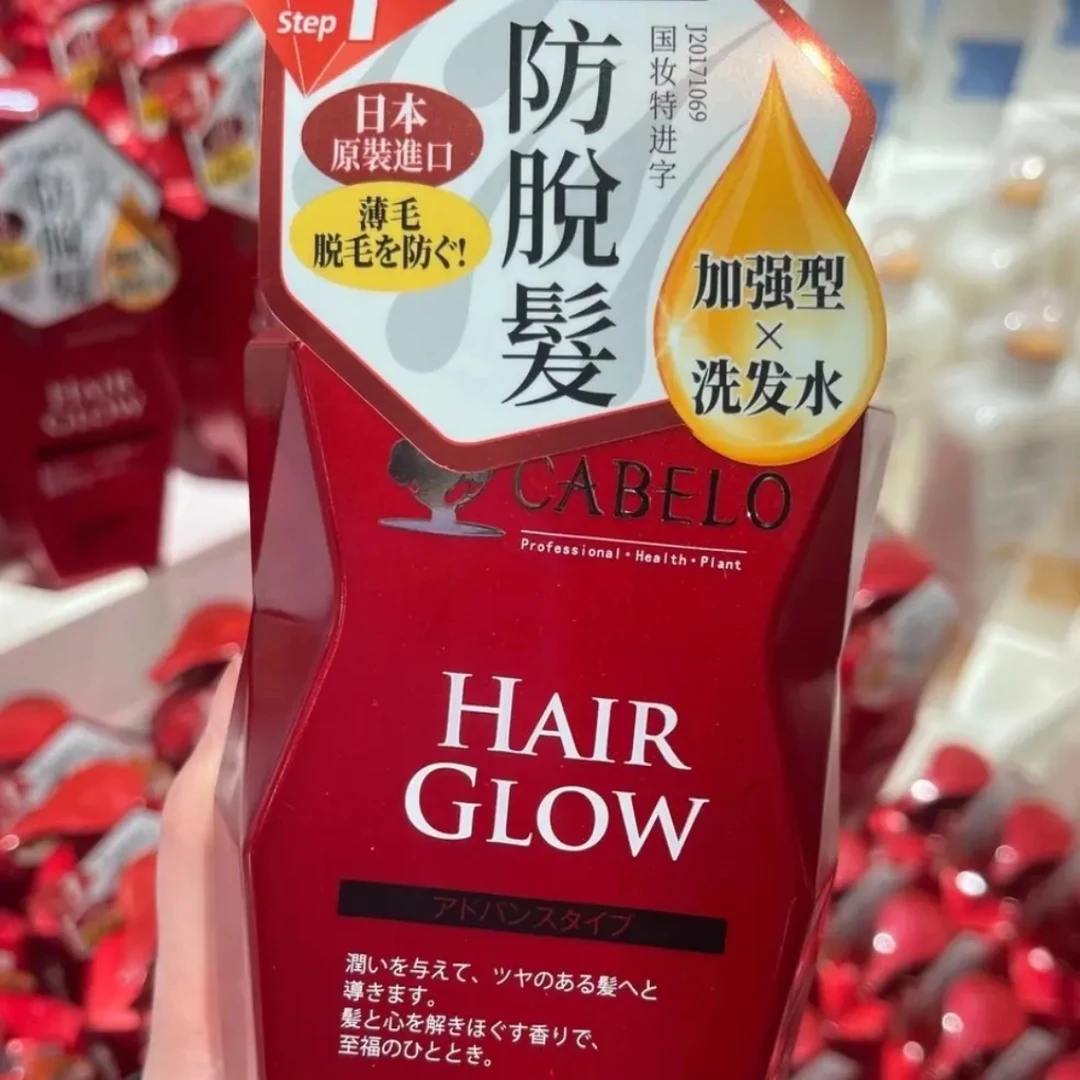 Step 1
日本
原裝進口
薄毛
脱毛を防ぐ!
防脫髮
国妆特进字
J20171069
加强型
×
洗发水
CABELO
Professional・Health・Plant
HAIR
GLOW
アドバンスタイプ
潤いを与えて、ツヤのある髪へと
導きます。
髪と心を解きほぐす香りで、
至福のひととき。
HAIR
GLOW